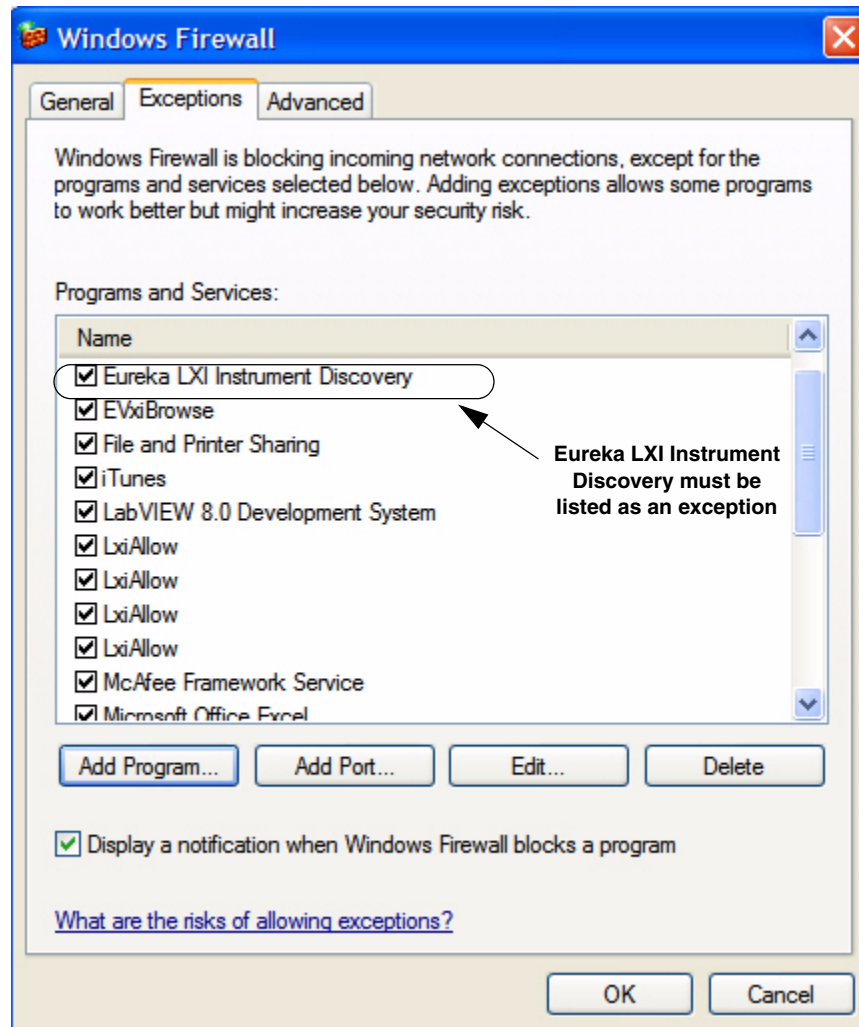 Windows Firewall
General Exceptions Advanced
Windows Firewall is blocking incoming network connections, except for the
programs and services selected below. Adding exceptions allows some programs
to work better but might increase your security risk.
Programs and Services:
Name
Eureka LXI Instrument Discovery
EVxiBrowse
File and Printer Sharing
iTunes
LabVIEW 8.0 Development System
LxiAllow
LxiAllow
LxiAllow
LxiAllow
McAfee Framework Service
Microsoft Office Excel
Eureka LXI Instrument
Discovery must be
listed as an exception
Add Program... Add Port... Edit... Delete
Display a notification when Windows Firewall blocks a program
What are the risks of allowing exceptions?
OK Cancel